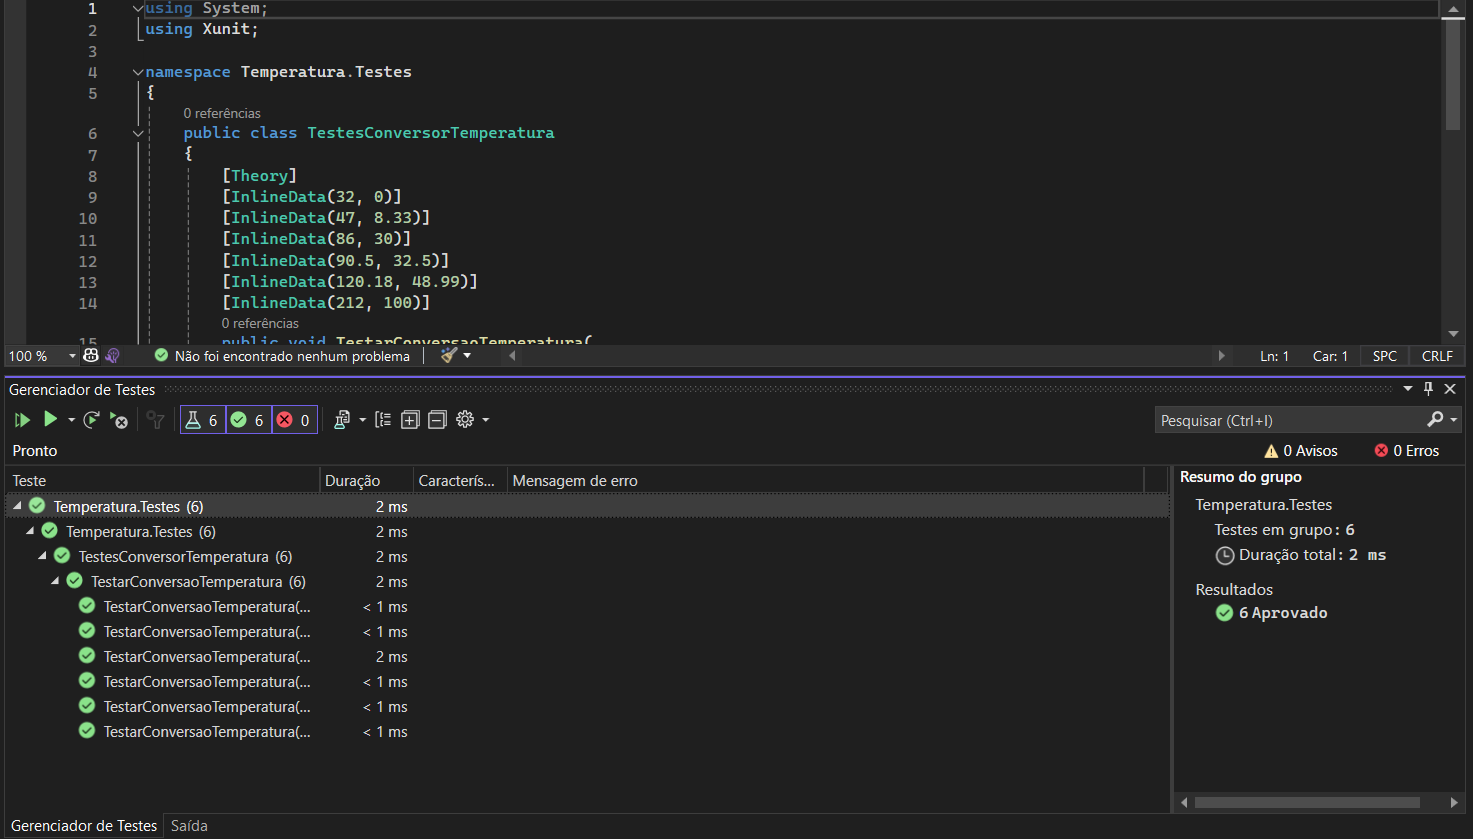 1 using System;
2 using Xunit;
3
4 namespace Temperatura.Testes
5 {
0 referências
6 public class TestesConversorTemperatura
7 {
8 [Theory]
9 [InlineData(32, 0)]
10 [InlineData(47, 8.33)]
11 [InlineData(86, 30)]
12 [InlineData(90.5, 32.5)]
13 [InlineData(120.18, 48.99)]
14 [InlineData(212, 100)]
0 referências
15 public void TestarConversaoTemperatura(
100 % Não foi encontrado nenhum problema Ln: 1 Car: 1 SPC CRLF
Gerenciador de Testes
6 6 0 Pesquisar (Ctrl+I)
Pronto 0 Avisos 0 Erros
Teste Duração Caracterís... Mensagem de erro
Temperatura.Testes (6) 2 ms
Temperatura.Testes (6) 2 ms
TestesConversorTemperatura (6) 2 ms
TestarConversaoTemperatura (6) 2 ms
TestarConversaoTemperatura(... < 1 ms
TestarConversaoTemperatura(... < 1 ms
TestarConversaoTemperatura(... 2 ms
TestarConversaoTemperatura(... < 1 ms
TestarConversaoTemperatura(... < 1 ms
TestarConversaoTemperatura(... < 1 ms
Resumo do grupo
Temperatura.Testes
Testes em grupo: 6
Duração total: 2 ms
Resultados
6 Aprovado
Gerenciador de Testes Saída